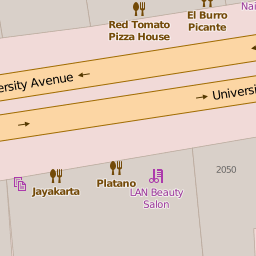 Nai
El Burro
Picante
Red Tomato
Pizza House
ersity Avenue
Universi
2050
Jayakarta
Platano
LAN Beauty
Salon